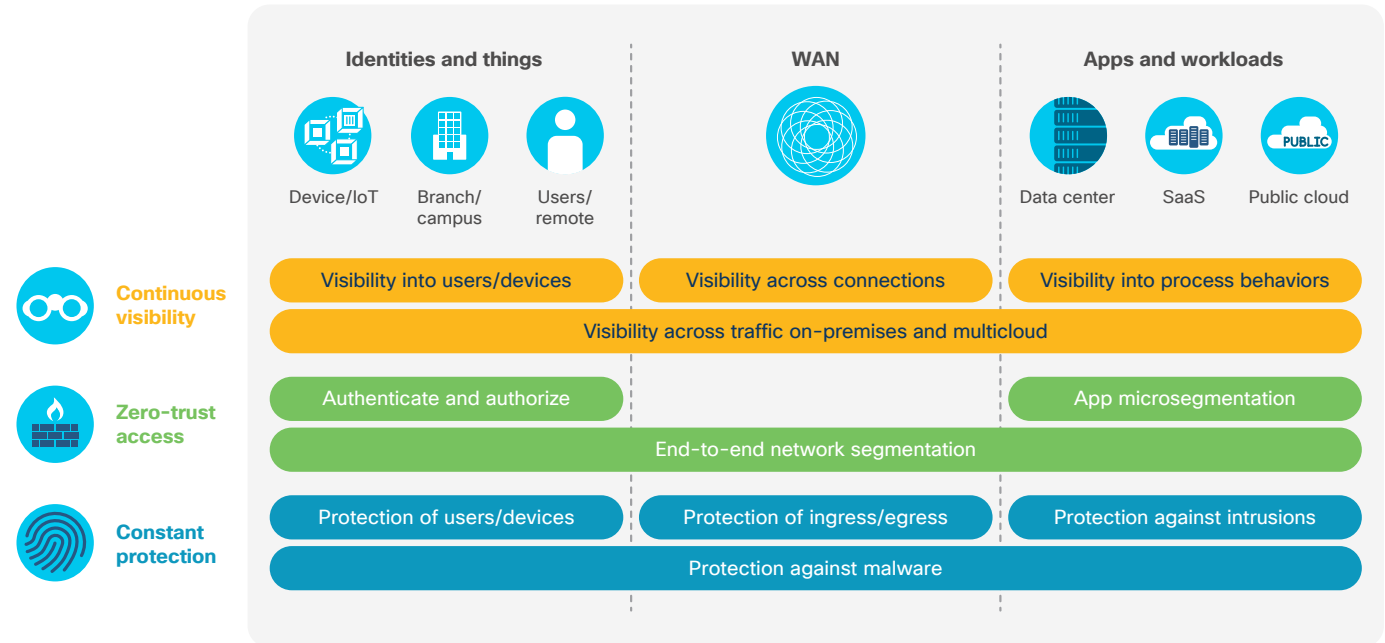 Identities and things
WAN
Apps and workloads
PUBLIC
Device/IoT
Branch/
campus
Users/
remote
Data center
SaaS
Public cloud
Continuous
visibility
Visibility into users/devices
Visibility across connections
Visibility into process behaviors
Visibility across traffic on-premises and multicloud
Zero-trust
access
Authenticate and authorize
App microsegmentation
End-to-end network segmentation
Constant
protection
Protection of users/devices
Protection of ingress/egress
Protection against intrusions
Protection against malware